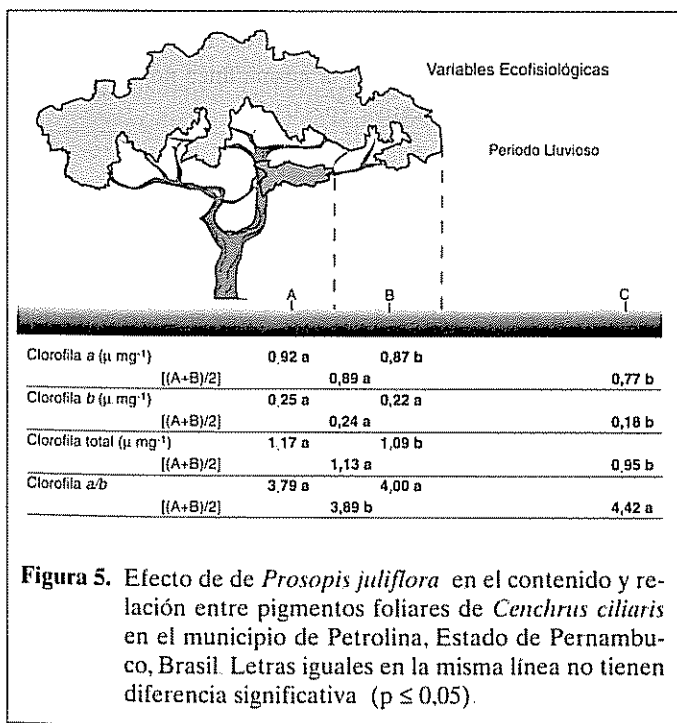 Variables Ecofisiológicas
Periodo Lluvioso
A B C
Clorofila a (µ mg-1) 0,92 a 0,87 b
[(A+B)/2] 0,89 a 0,77 b
Clorofila b (µ mg-1) 0,25 a 0,22 a
[(A+B)/2] 0,24 a 0,18 b
Clorofila total (µ mg-1) 1,17 a 1,09 b
[(A+B)/2] 1,13 a 0,95 b
Clorofila a/b 3,79 a 4,00 a
[(A+B)/2] 3,89 b 4,42 a
Figura 5. Efecto de de Prosopis juliflora en el contenido y re-
lación entre pigmentos foliares de Cenchrus ciliaris
en el municipio de Petrolina, Estado de Pernambu-
co, Brasil. Letras iguales en la misma línea no tienen
diferencia significativa (p ≤ 0,05).